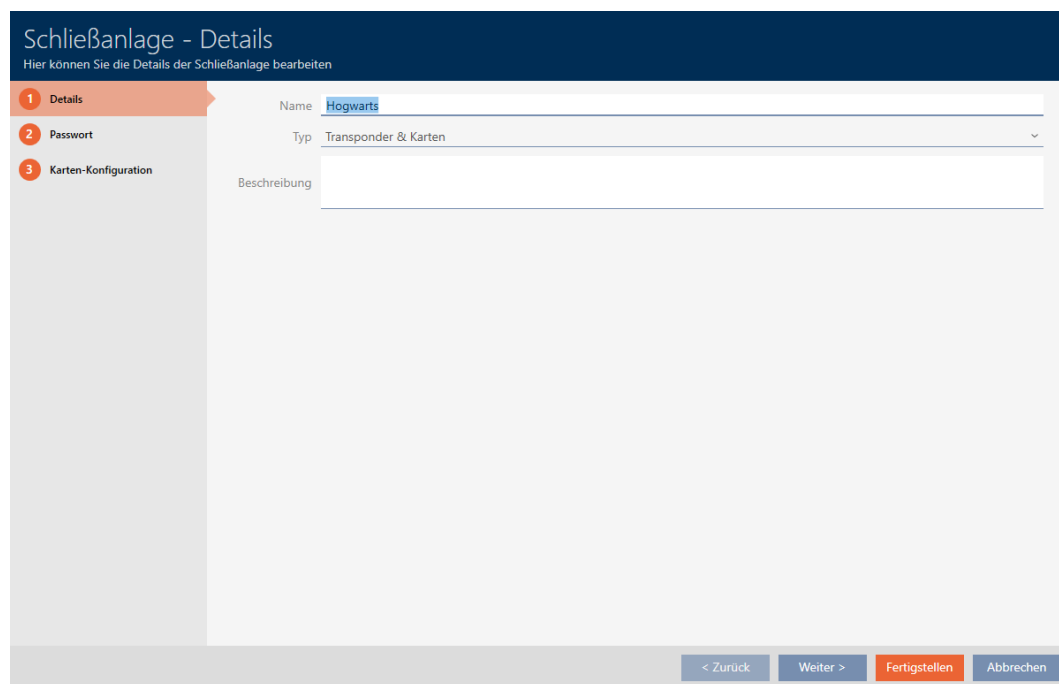 Schließanlage - Details
Hier können Sie die Details der Schließanlage bearbeiten
1 Details
2 Passwort
3 Karten-Konfiguration
Name Hogwarts
Typ Transponder & Karten
Beschreibung
< Zurück Weiter > Fertigstellen Abbrechen